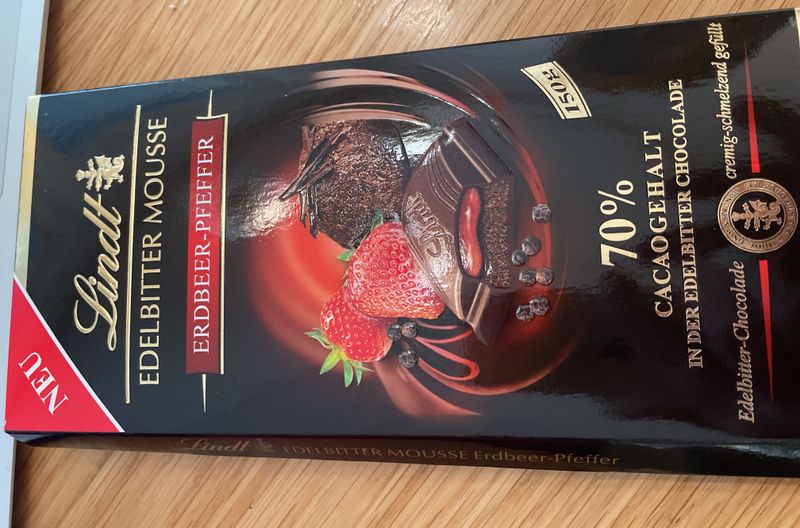 NEU
Lindt
EDELBITTER MOUSSE
ERDBEER-PFEFFER
150g
70%
CACAOGEHALT
IN DER EDELBITTER CHOCOLADE
Edelbitter-Chocolade
cremig-schmelzend gefüllt
Lindt EDELBITTER MOUSSE Erdbeer-Pfeffer